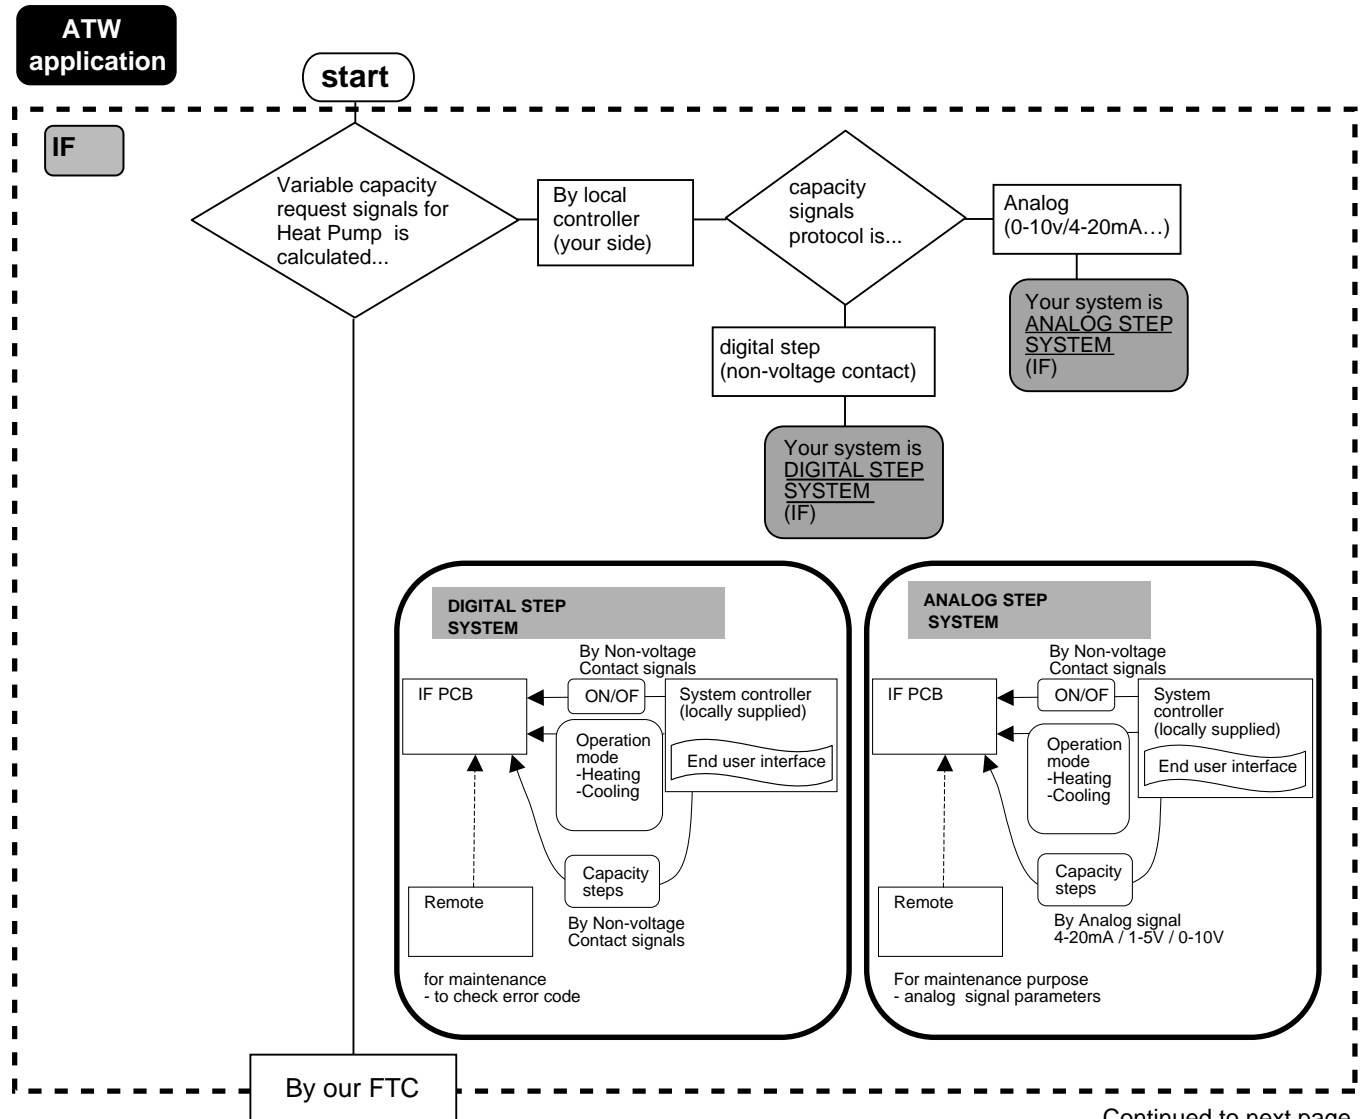 ATW
application
start
IF
Variable capacity
request signals for
Heat Pump is
calculated...
By local
controller
(your side)
capacity
signals
protocol is...
Analog
(0-10v/4-20mA…)
Your system is
ANALOG STEP
SYSTEM
(IF)
digital step
(non-voltage contact)
Your system is
DIGITAL STEP
SYSTEM
(IF)
DIGITAL STEP
SYSTEM
By Non-voltage
Contact signals
IF PCB
ON/OF
System controller
(locally supplied)
Operation
mode
-Heating
-Cooling
End user interface
Capacity
steps
Remote
By Non-voltage
Contact signals
for maintenance
- to check error code
ANALOG STEP
SYSTEM
By Non-voltage
Contact signals
IF PCB
ON/OF
System
controller
(locally supplied)
Operation
mode
-Heating
-Cooling
End user interface
Capacity
steps
Remote
By Analog signal
4-20mA / 1-5V / 0-10V
For maintenance purpose
- analog signal parameters
By our FTC
Continued to next page